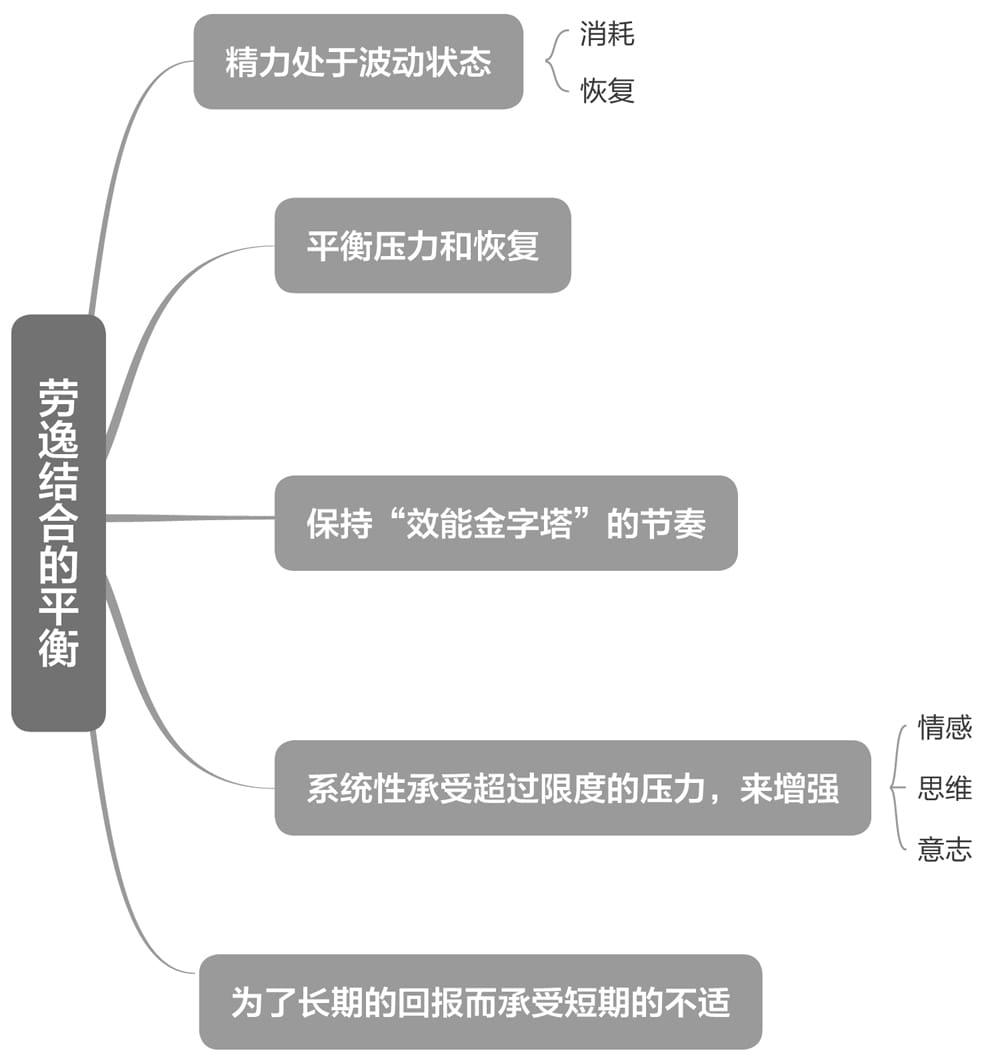 劳逸结合的平衡
精力处于波动状态
消耗
恢复
平衡压力和恢复
保持“效能金字塔”的节奏
系统性承受超过限度的压力，来增强
情感
思维
意志
为了长期的回报而承受短期的不适